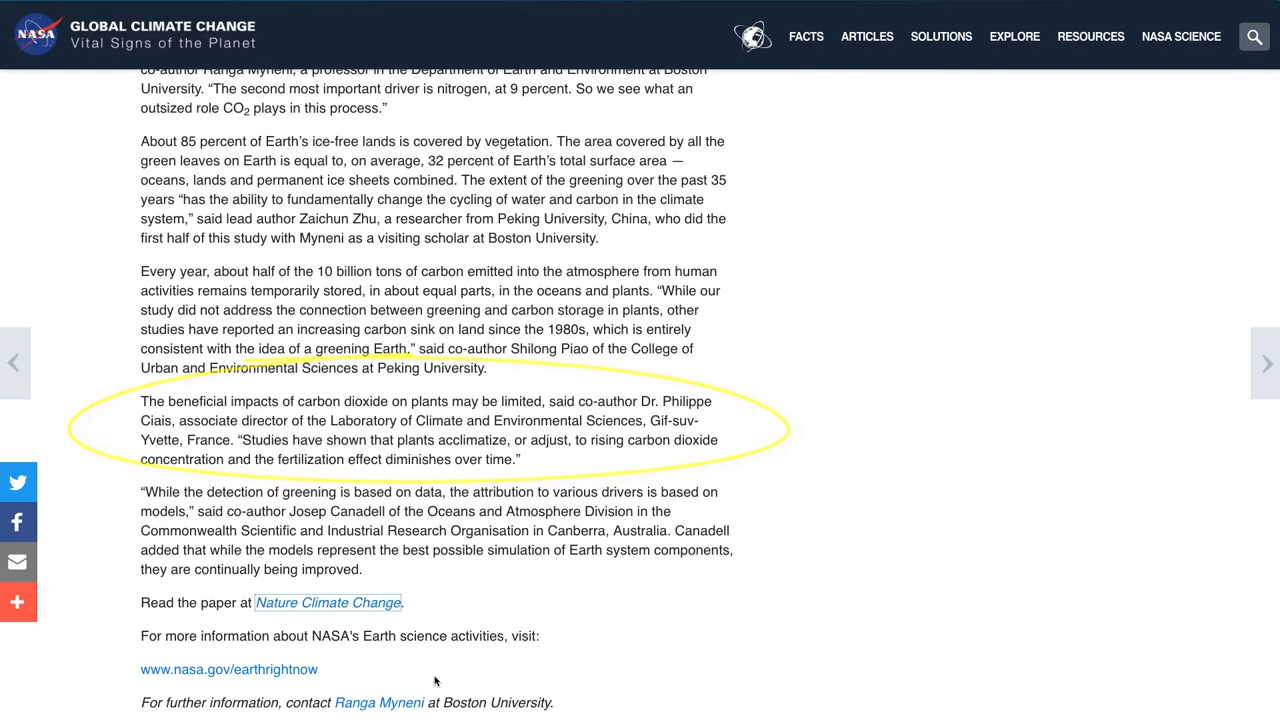 NASA
GLOBAL CLIMATE CHANGE
Vital Signs of the Planet
FACTS ARTICLES SOLUTIONS EXPLORE RESOURCES NASA SCIENCE
co-author Ranga Myneni, a professor in the Department of Earth and Environment at Boston
University. “The second most important driver is nitrogen, at 9 percent. So we see what an
outsized role CO₂ plays in this process.”
About 85 percent of Earth’s ice-free lands is covered by vegetation. The area covered by all the
green leaves on Earth is equal to, on average, 32 percent of Earth’s total surface area —
oceans, lands and permanent ice sheets combined. The extent of the greening over the past 35
years “has the ability to fundamentally change the cycling of water and carbon in the climate
system,” said lead author Zaichun Zhu, a researcher from Peking University, China, who did the
first half of this study with Myneni as a visiting scholar at Boston University.
Every year, about half of the 10 billion tons of carbon emitted into the atmosphere from human
activities remains temporarily stored, in about equal parts, in the oceans and plants. “While our
study did not address the connection between greening and carbon storage in plants, other
studies have reported an increasing carbon sink on land since the 1980s, which is entirely
consistent with the idea of a greening Earth.” said co-author Shilong Piao of the College of
Urban and Environmental Sciences at Peking University.
The beneficial impacts of carbon dioxide on plants may be limited, said co-author Dr. Philippe
Ciais, associate director of the Laboratory of Climate and Environmental Sciences, Gif-suv-
Yvette, France. “Studies have shown that plants acclimatize, or adjust, to rising carbon dioxide
concentration and the fertilization effect diminishes over time.”
“While the detection of greening is based on data, the attribution to various drivers is based on
models,” said co-author Josep Canadell of the Oceans and Atmosphere Division in the
Commonwealth Scientific and Industrial Research Organisation in Canberra, Australia. Canadell
added that while the models represent the best possible simulation of Earth system components,
they are continually being improved.
Read the paper at Nature Climate Change.
For more information about NASA's Earth science activities, visit:
www.nasa.gov/earthrightnow
For further information, contact Ranga Myneni at Boston University.